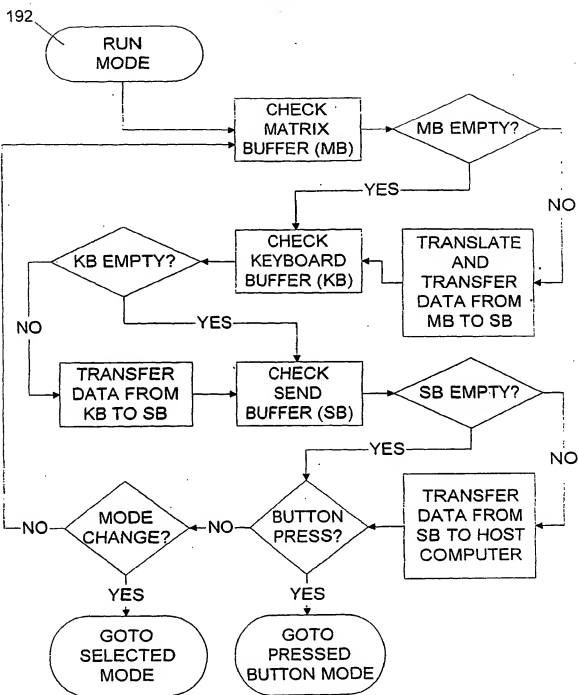 192
RUN
MODE
CHECK
MATRIX
BUFFER (MB)
MB EMPTY?
YES
NO
KB EMPTY?
CHECK
KEYBOARD
BUFFER (KB)
TRANSLATE
AND
TRANSFER
DATA FROM
MB TO SB
NO
YES
TRANSFER
DATA FROM
KB TO SB
CHECK
SEND
BUFFER (SB)
SB EMPTY?
YES
NO
MODE
CHANGE?
BUTTON
PRESS?
TRANSFER
DATA FROM
SB TO HOST
COMPUTER
NO
NO
YES
YES
GOTO
SELECTED
MODE
GOTO
PRESSED
BUTTON MODE